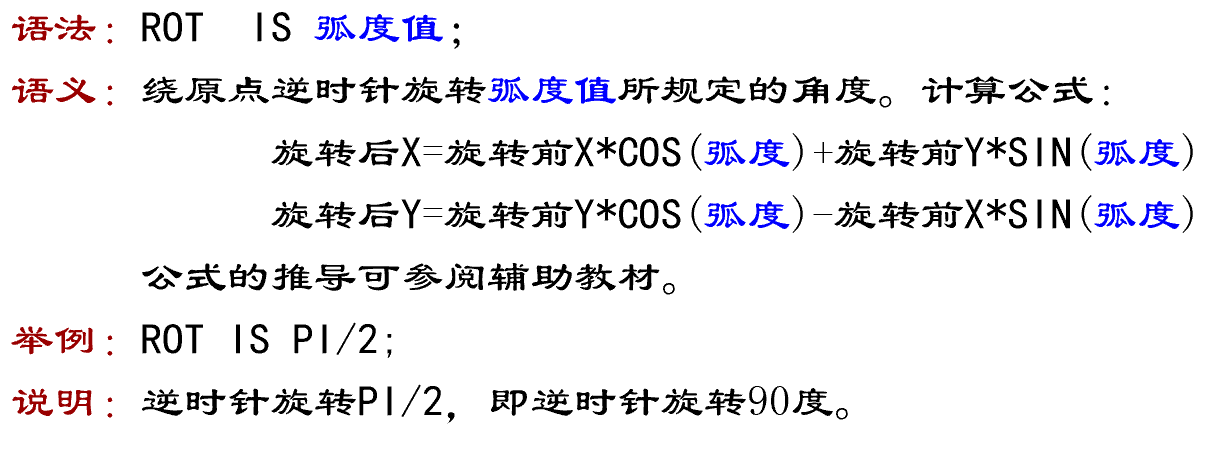 语法: ROT IS 弧度值;
语义: 绕原点逆时针旋转弧度值所规定的角度。计算公式:
旋转后X=旋转前X*COS(弧度)+旋转前Y*SIN(弧度)
旋转后Y=旋转前Y*COS(弧度)-旋转前X*SIN(弧度)
公式的推导可参阅辅助教材。
举例: ROT IS PI/2;
说明: 逆时针旋转PI/2, 即逆时针旋转90度。